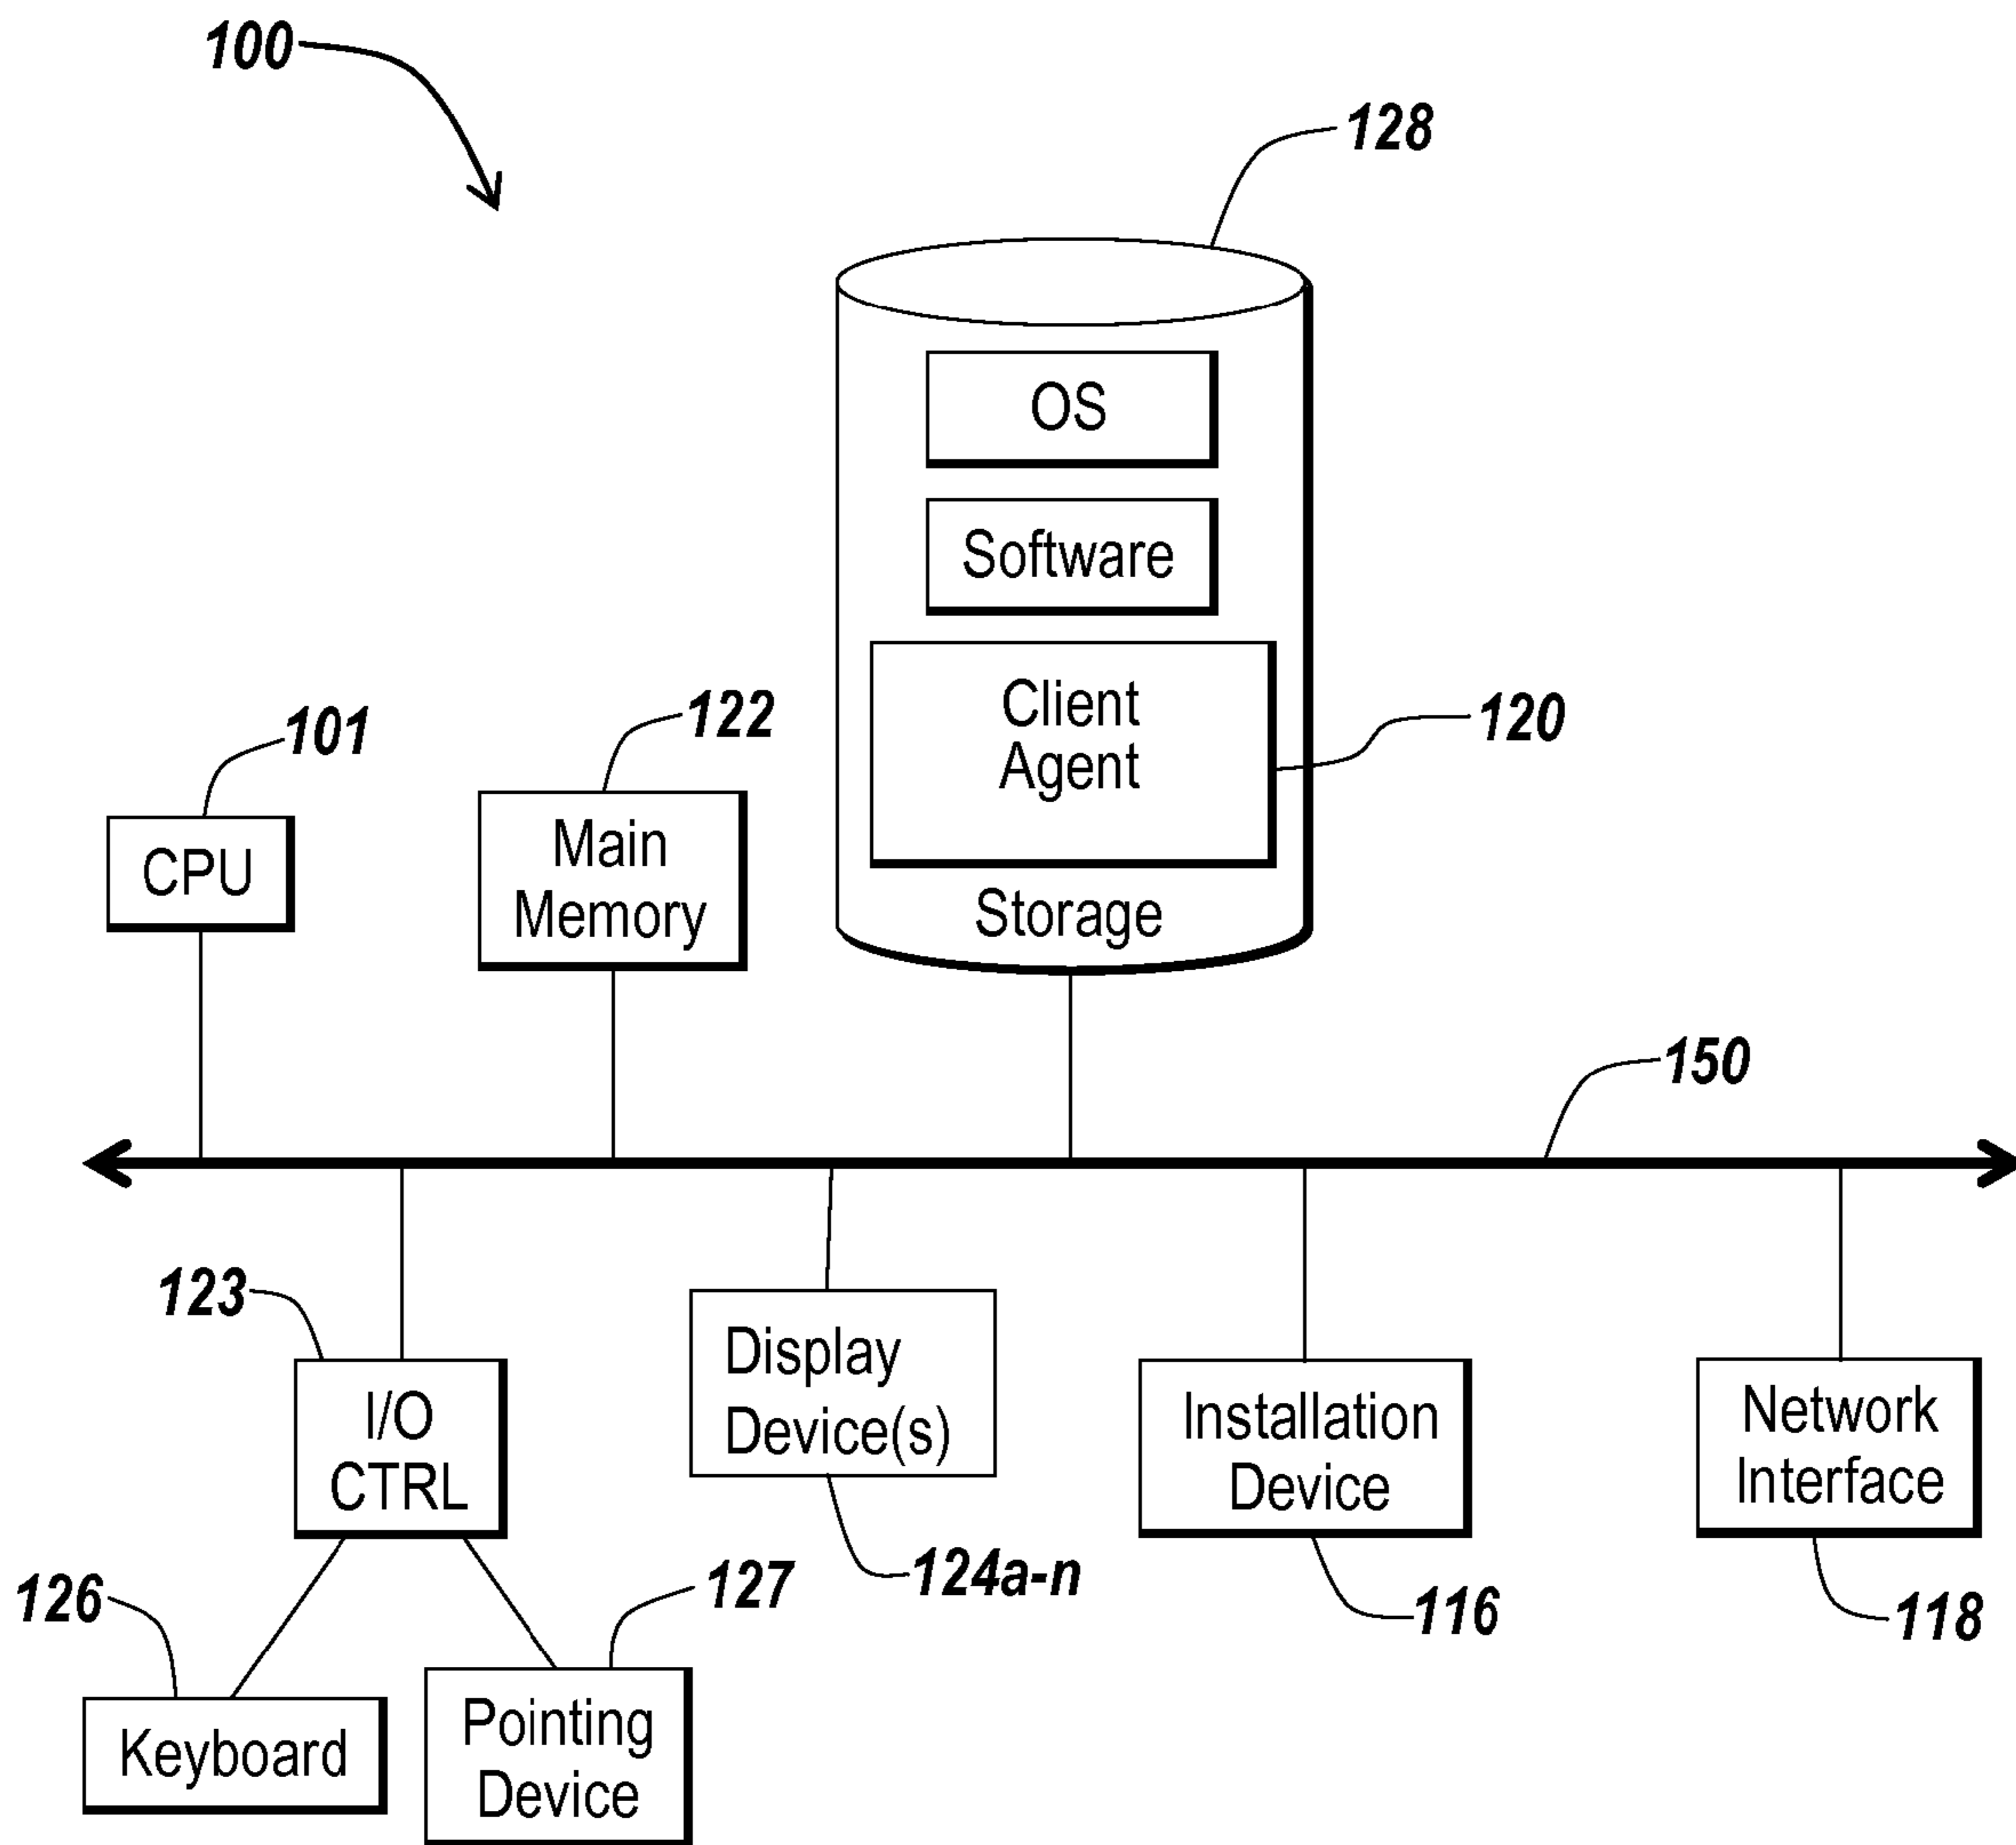 100
128
OS
Software
Client
Agent
120
Storage
101
CPU
122
Main
Memory
150
123
I/O
CTRL
Display
Device(s)
124a-n
Installation
Device
116
Network
Interface
118
126
Keyboard
127
Pointing
Device